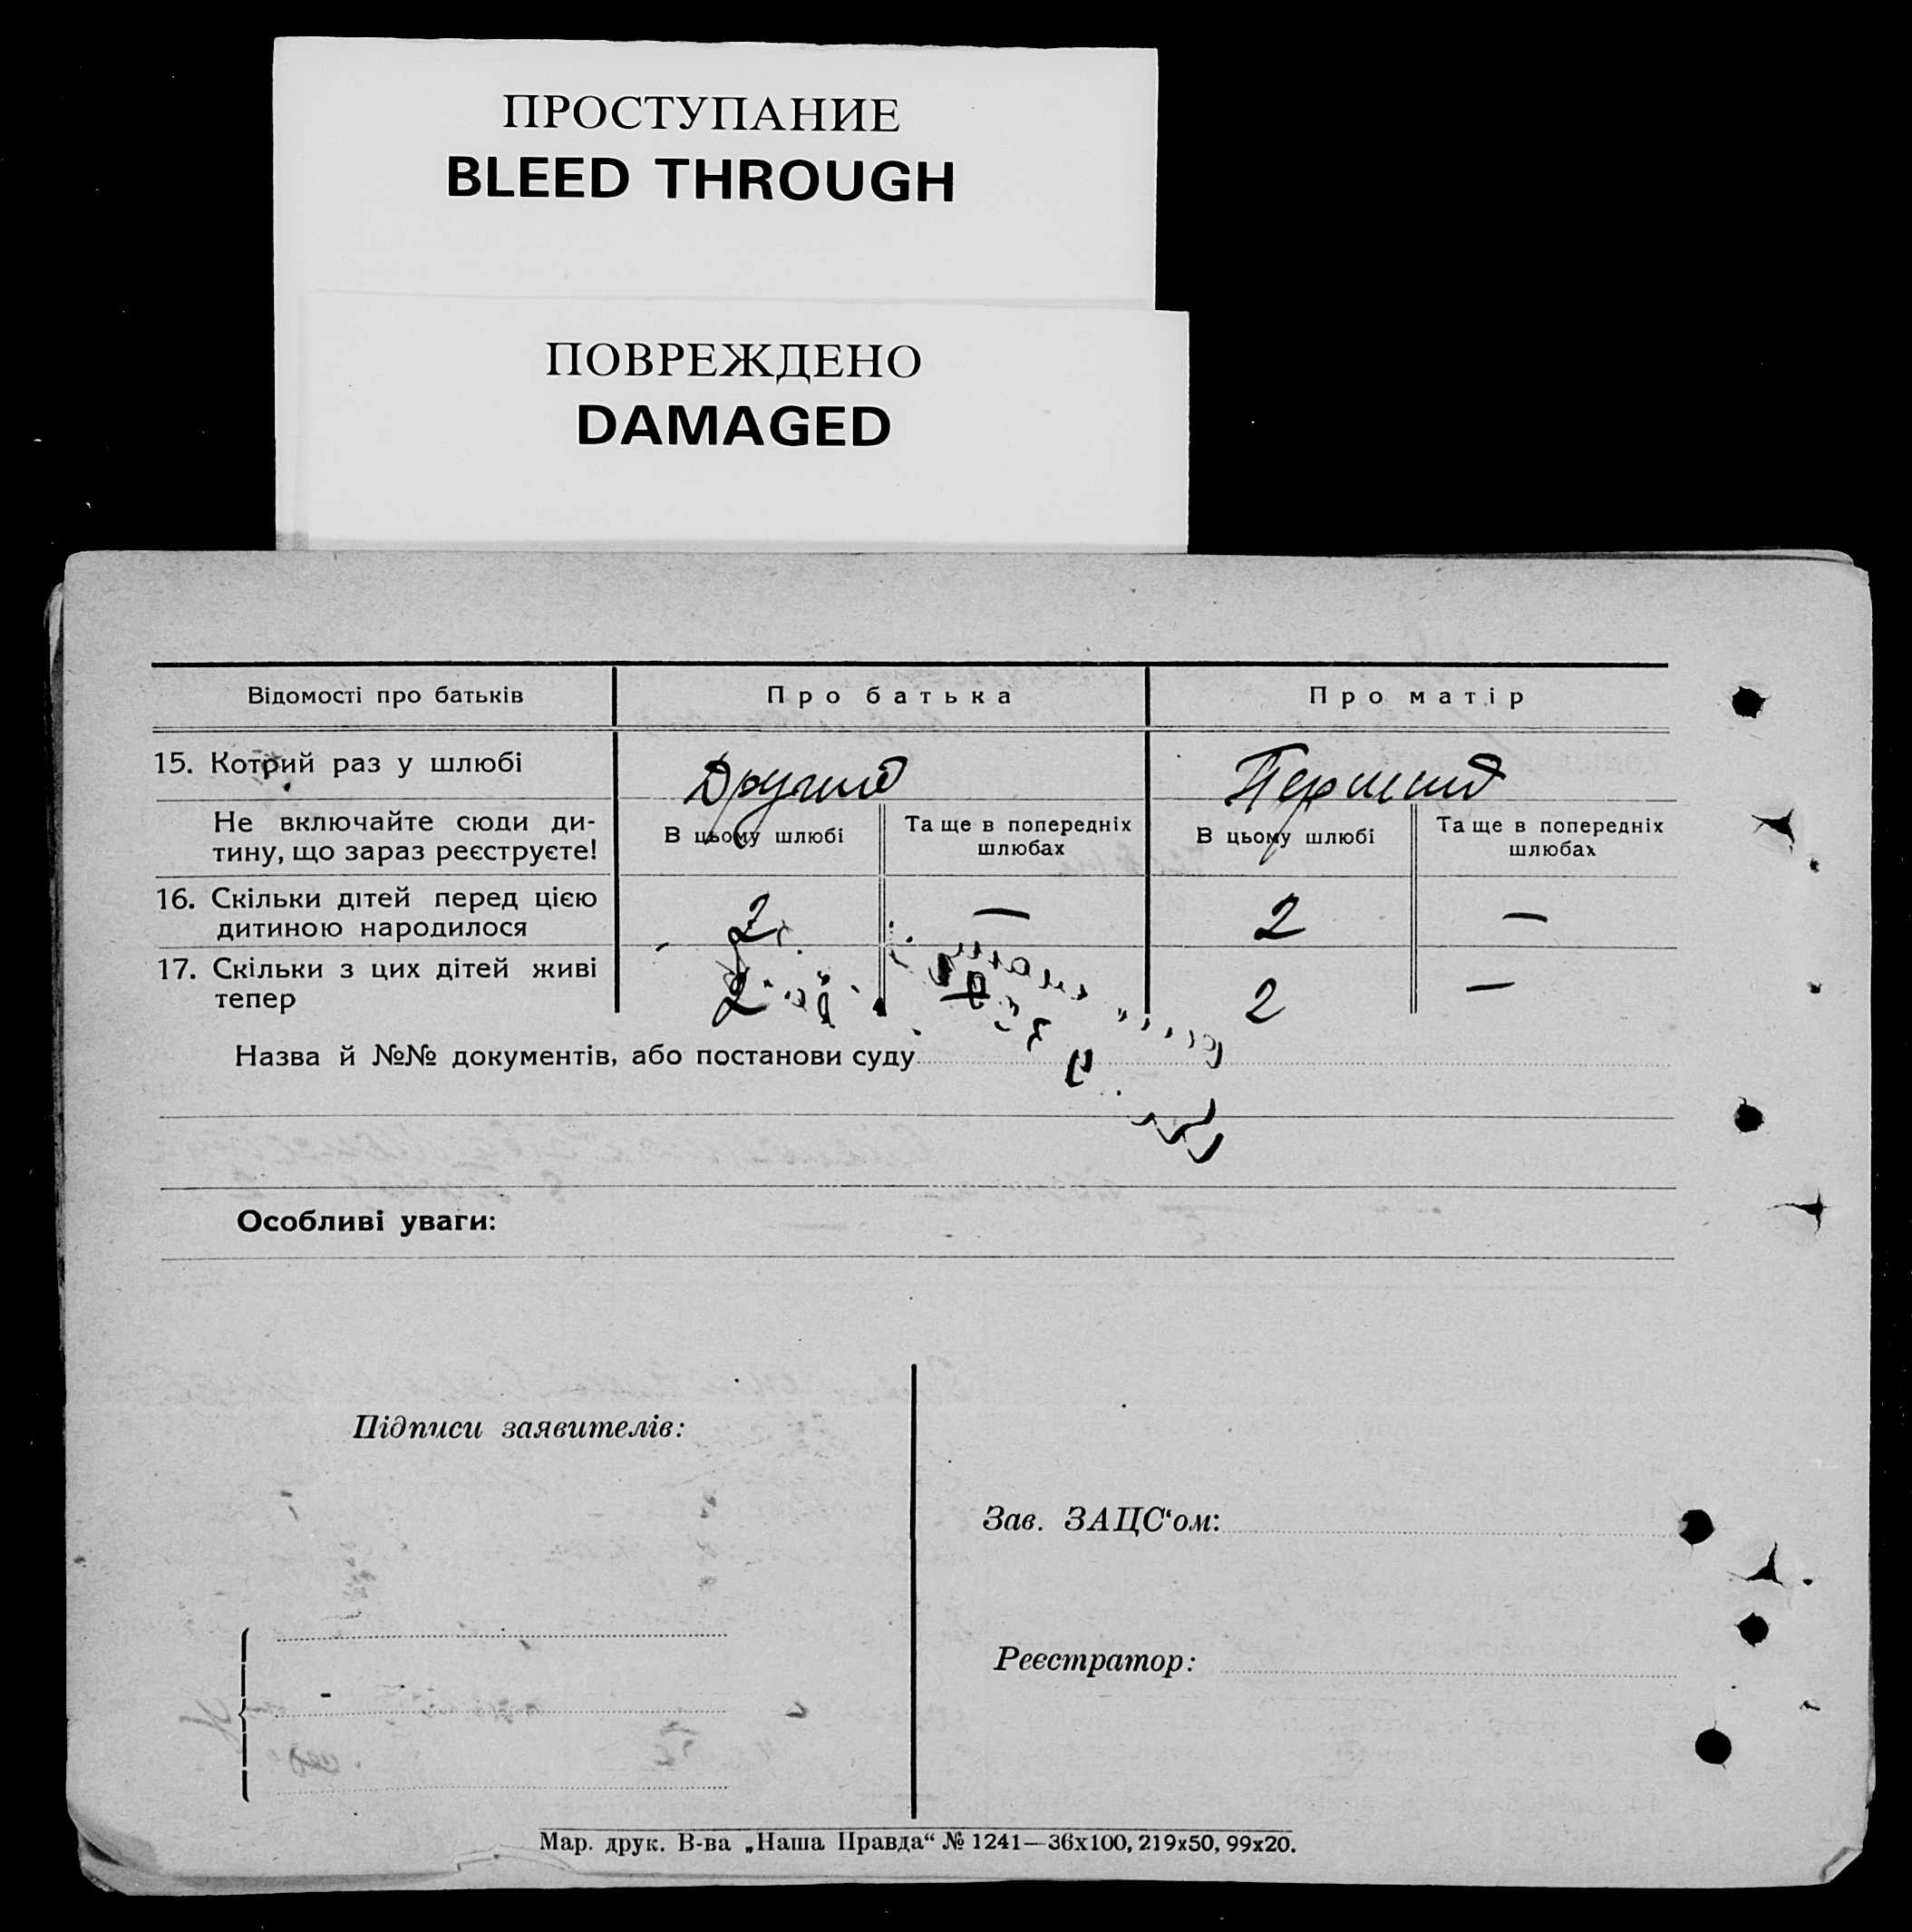 ПРОСТУПАНИЕ
BLEED THROUGH
ПОВРЕЖДЕНО
DAMAGED
Відомості про батьків
Про батька
Про матір
15. Котрий раз у шлюбі
Другий
Перший
Не включайте сюди ди-
тину, що зараз реєструєте!
В цьому шлюбі
Та ще в попередніх
шлюбах
В цьому шлюбі
Та ще в попередніх
шлюбах
16. Скільки дітей перед цією
дитиною народилося
2
—
2
—
17. Скільки з цих дітей живі
тепер
2
2
—
Назва й №№ документів, або постанови суду
Особливі уваги:
Підписи заявителів:
Зав. ЗАЦС‘ом:
Реєстратор:
Мар. друк. В-ва „Наша Правда“ № 1241—36х100, 219х50, 99х20.